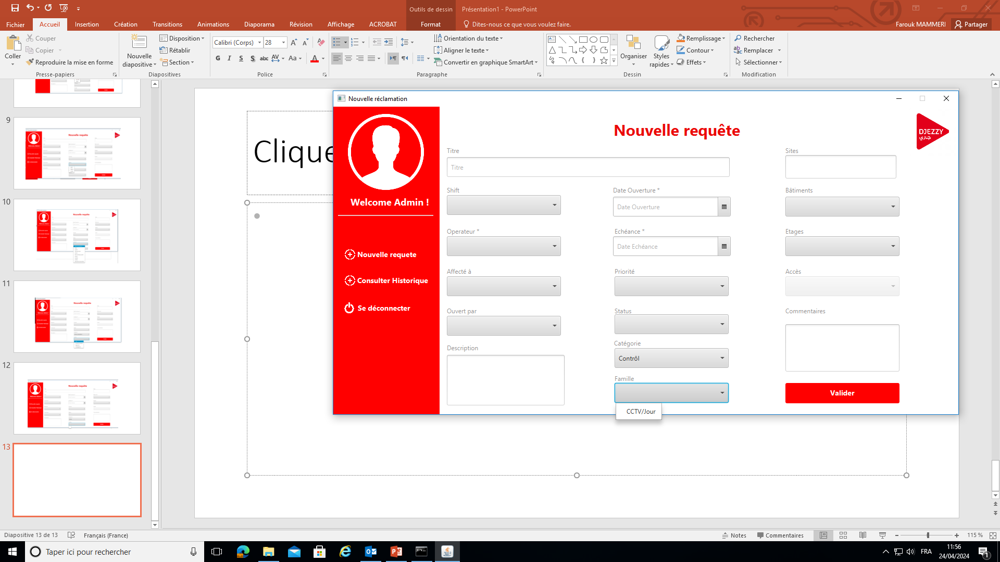 Outils de dessin
Présentation1 - PowerPoint
Fichier
Accueil
Insertion
Création
Transitions
Animations
Diaporama
Révision
Affichage
ACROBAT
Format
Dites-nous ce que vous voulez faire.
Farouk MAMMERI
Partager
Coller
Couper
Copier
Reproduire la mise en forme
Presse-papiers
Nouvelle
diapositive
Disposition
Rétablir
Section
Diapositives
Calibri (Corps)
28
G I S S abc AV Aa A
Police
Orientation du texte
Aligner le texte
Convertir en graphique SmartArt
Paragraphe
Organiser
Styles
rapides
Remplissage
Contour
Effets
Dessin
Rechercher
Remplacer
Sélectionner
Modification
9
10
11
12
13
Clique
Nouvelle réclamation
Welcome Admin !
Nouvelle requete
Consulter Historique
Se déconnecter
Nouvelle requête
DJEZZY
جازي
Titre
Titre
Sites
Shift
Date Ouverture *
Date Ouverture
Bâtiments
Operateur *
Echéance *
Date Echéance
Etages
Affecté à
Priorité
Accès
Ouvert par
Status
Commentaires
Catégorie
Contrôl
Description
Famille
CCTV/Jour
Valider
Diapositive 13 de 13
Français (France)
Notes
Commentaires
115 %
Taper ici pour rechercher
FRA
11:56
24/04/2024
1